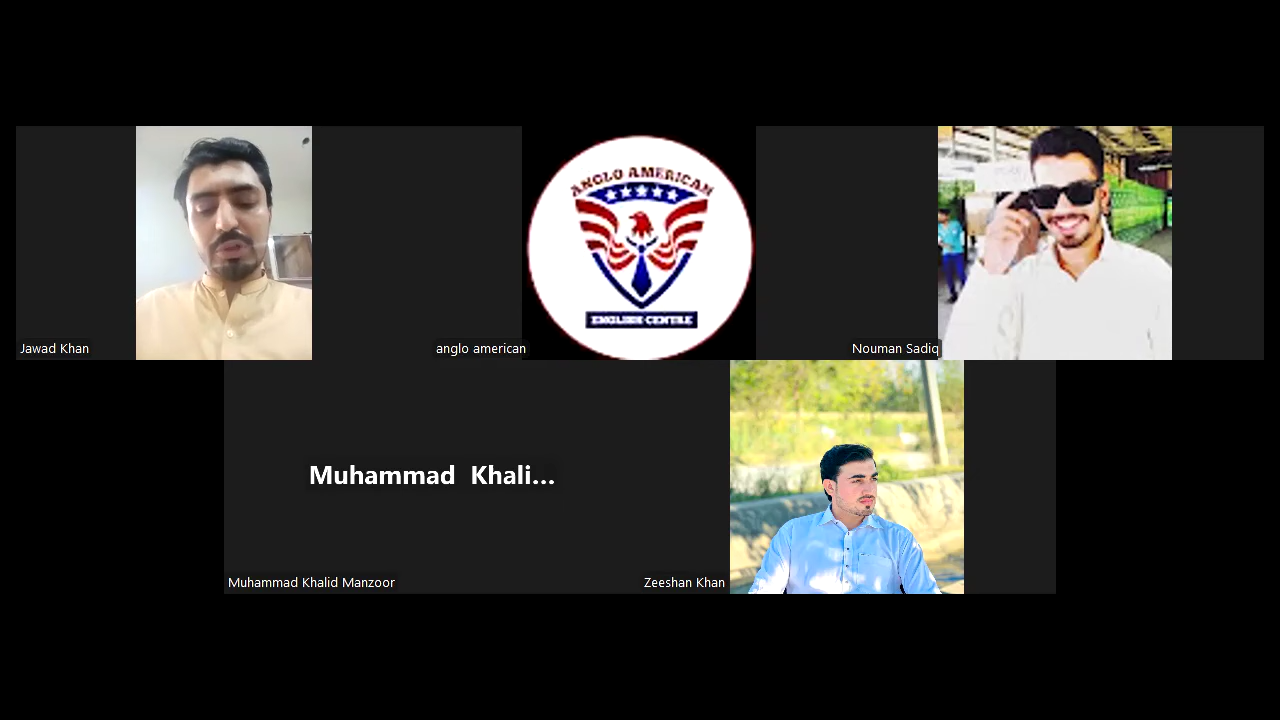 ANGLO AMERICAN
ENGLISH CENTRE
Jawad Khan
anglo american
Nouman Sadiq
Muhammad Khali...
Muhammad Khalid Manzoor
Zeeshan Khan